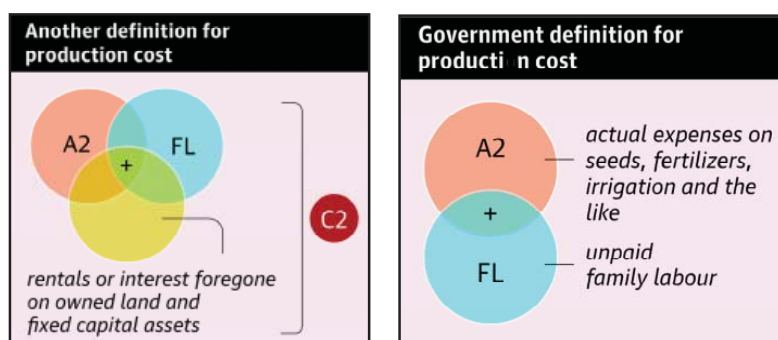 Another definition for
production cost
A2
FL
+
C2
rentals or interest foregone
on owned land and
fixed capital assets
Government definition for
producti n cost
A2
actual expenses on
seeds, fertilizers,
irrigation and the
like
+
FL
unpaid
family labour